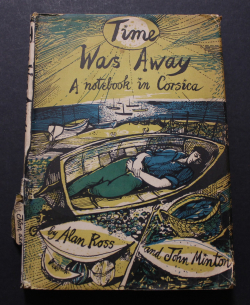 Time
Was Away
A notebook in Corsica
by Alan Ross
and John Minton